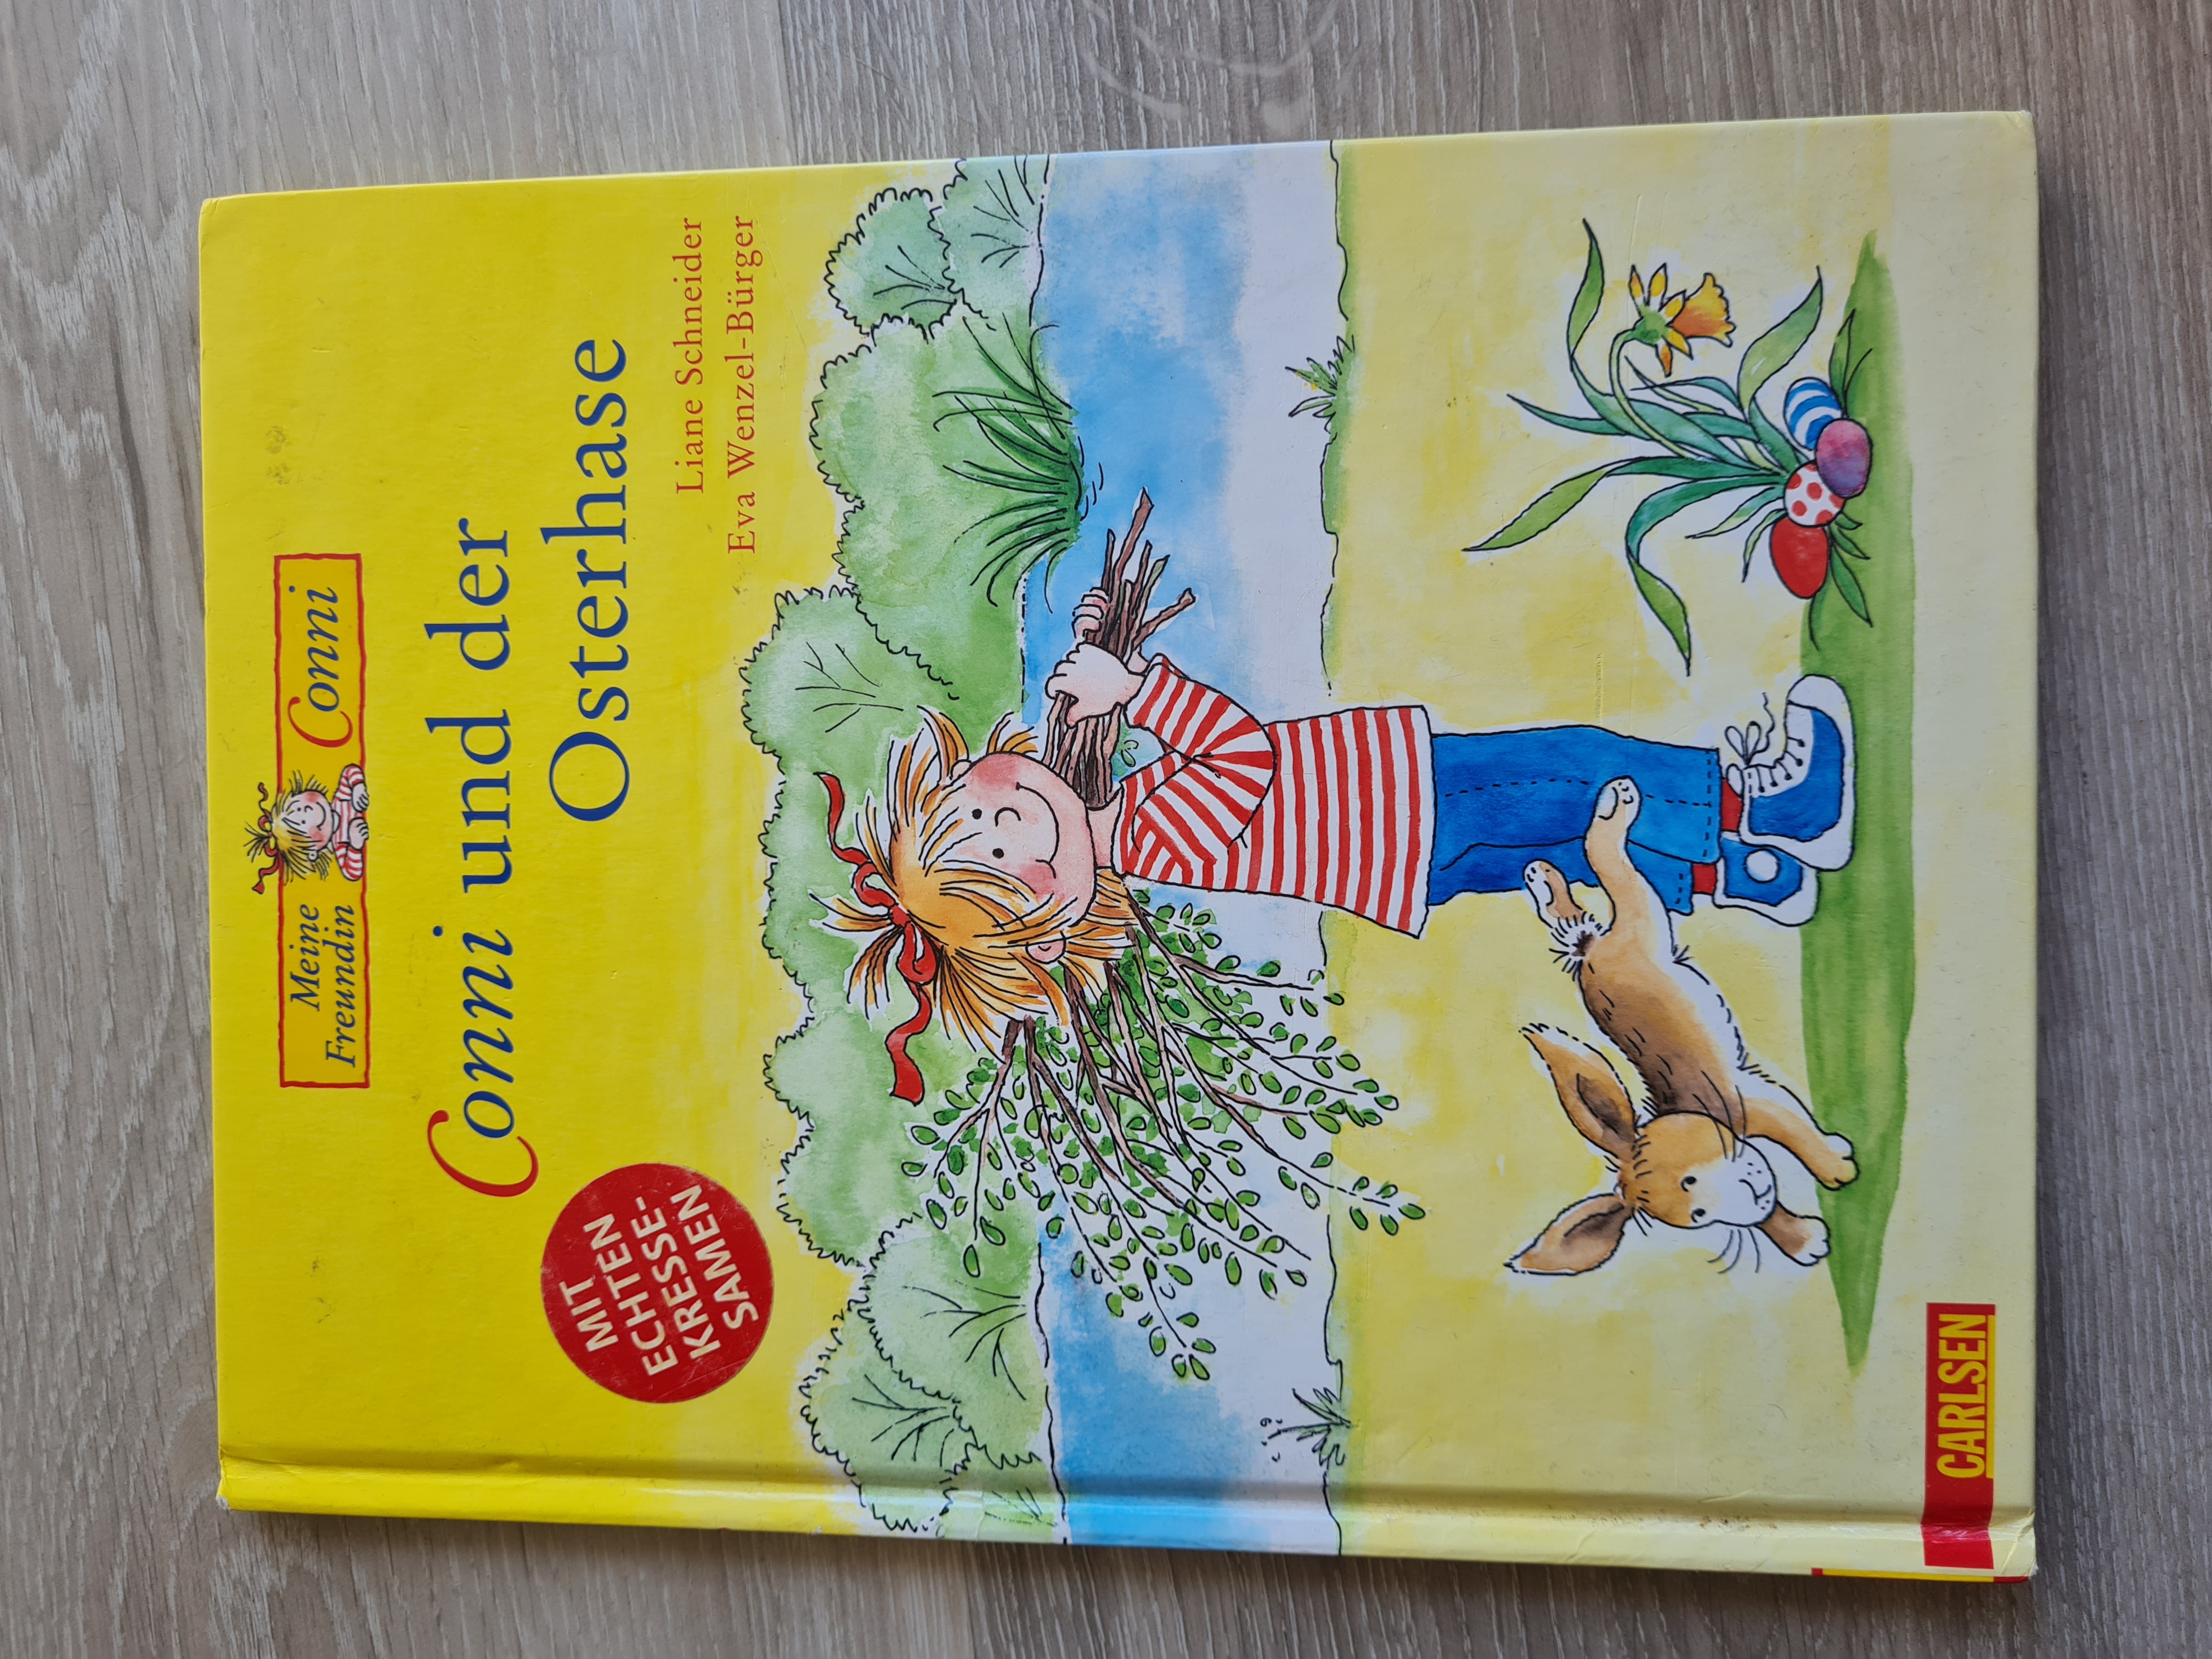 Meine
Freundin
Conni
Conni und der
Osterhase
Liane Schneider
Eva Wenzel-Bürger
MIT
ECHTEN
KRESSE-
SAMEN
CARLSEN